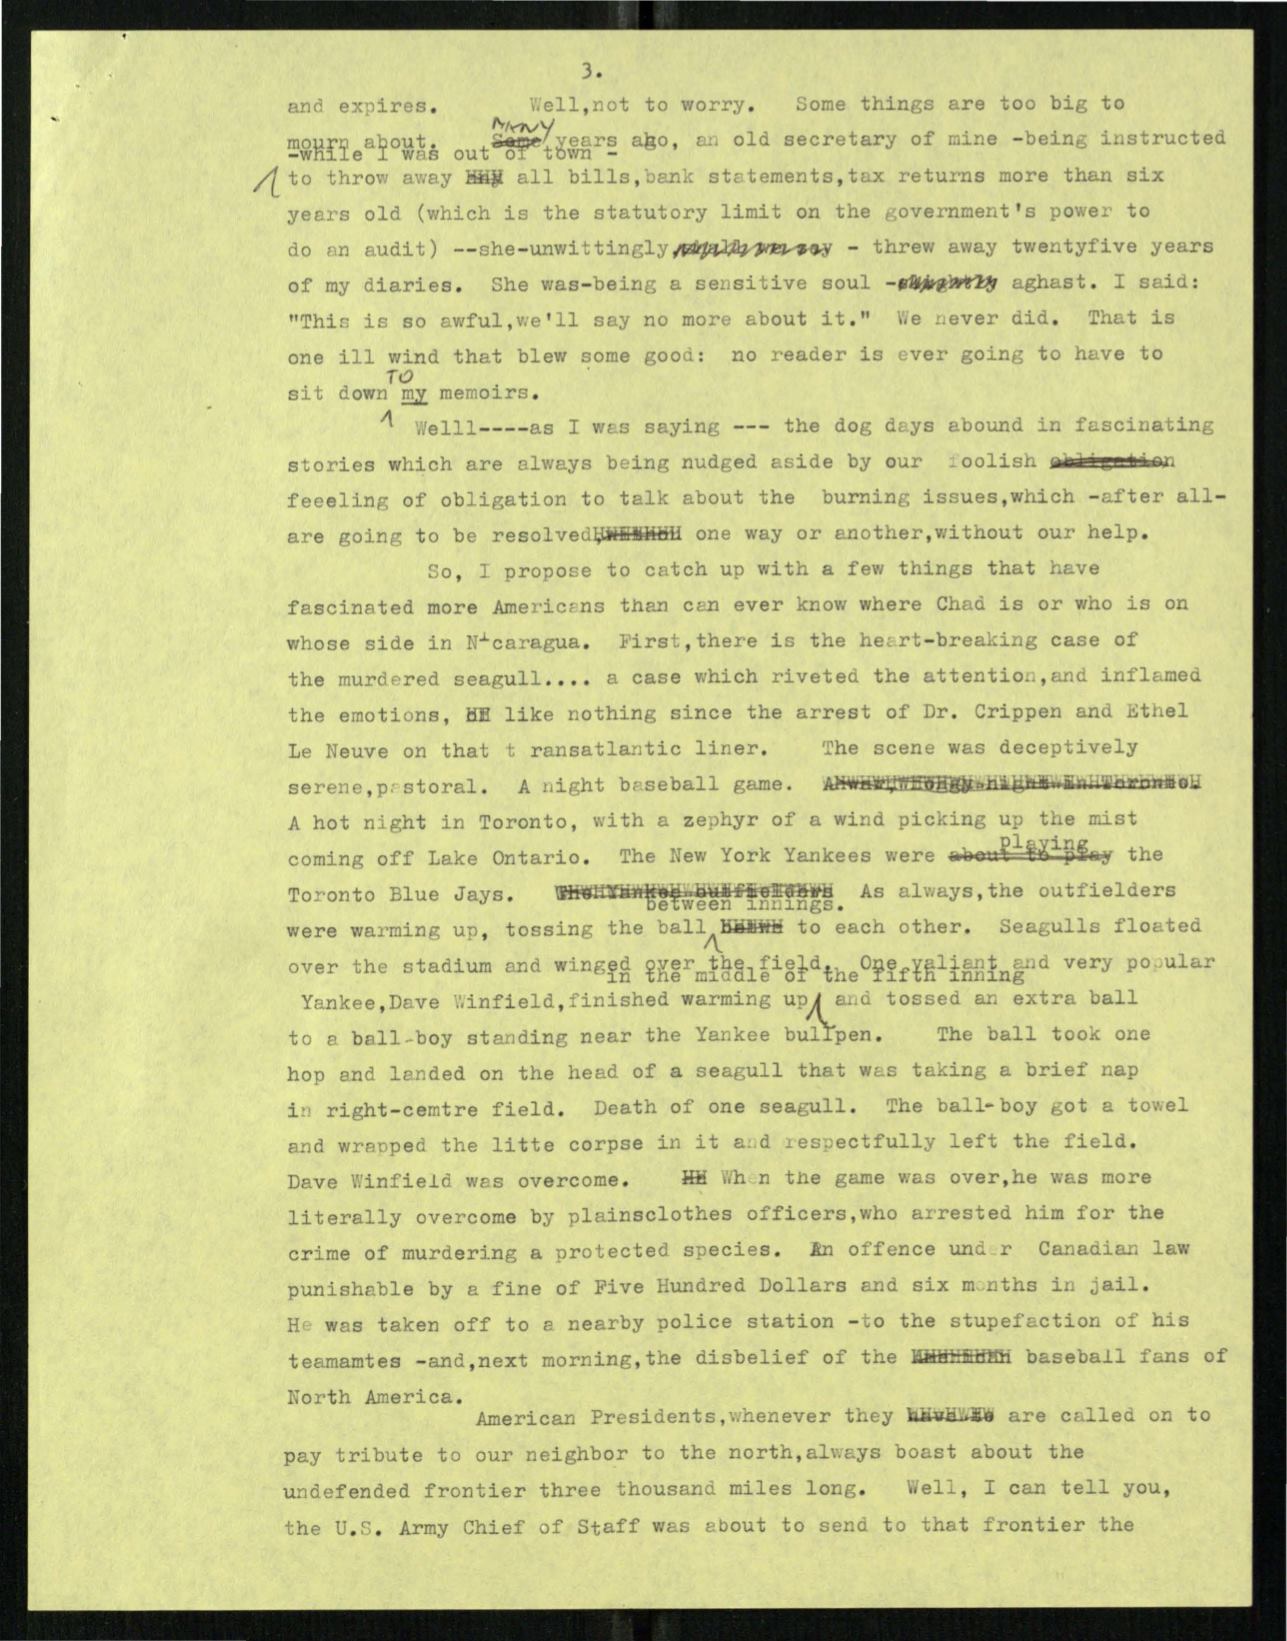 3.
and expires. Well,not to worry. Some things are too big to
mourn about. Some MANY years ago, an old secretary of mine -being instructed
-while I was out of town -
to throw away all bills,bank statements,tax returns more than six
years old (which is the statutory limit on the government's power to
do an audit) --she-unwittingly - threw away twentyfive years
of my diaries. She was-being a sensitive soul - aghast. I said:
"This is so awful,we'll say no more about it." We never did. That is
one ill wind that blew some good: no reader is ever going to have to
sit down TO my memoirs.
Welll----as I was saying --- the dog days abound in fascinating
stories which are always being nudged aside by our foolish obligation
feeeling of obligation to talk about the burning issues,which -after all-
are going to be resolved, one way or another,without our help.
So, I propose to catch up with a few things that have
fascinated more Americans than can ever know where Chad is or who is on
whose side in Nicaragua. First,there is the heart-breaking case of
the murdered seagull.... a case which riveted the attention,and inflamed
the emotions, like nothing since the arrest of Dr. Crippen and Ethel
Le Neuve on that t ransatlantic liner. The scene was deceptively
serene,pastoral. A night baseball game.
A hot night in Toronto, with a zephyr of a wind picking up the mist
coming off Lake Ontario. The New York Yankees were about to play playing the
Toronto Blue Jays. The Yankee outfielders As always,the outfielders
between innings.
were warming up, tossing the ball to each other. Seagulls floated
over the stadium and winged over the field. One valiant and very popular
in the middle of the fifth inning
Yankee,Dave Winfield,finished warming up and tossed an extra ball
to a ball-boy standing near the Yankee bullpen. The ball took one
hop and landed on the head of a seagull that was taking a brief nap
in right-cemtre field. Death of one seagull. The ball-boy got a towel
and wrapped the litte corpse in it and respectfully left the field.
Dave Winfield was overcome. When the game was over,he was more
literally overcome by plainsclothes officers,who arrested him for the
crime of murdering a protected species. An offence under Canadian law
punishable by a fine of Five Hundred Dollars and six months in jail.
He was taken off to a nearby police station -to the stupefaction of his
teamamtes -and,next morning,the disbelief of the baseball fans of
North America.
American Presidents,whenever they are called on to
pay tribute to our neighbor to the north,always boast about the
undefended frontier three thousand miles long. Well, I can tell you,
the U.S. Army Chief of Staff was about to send to that frontier the